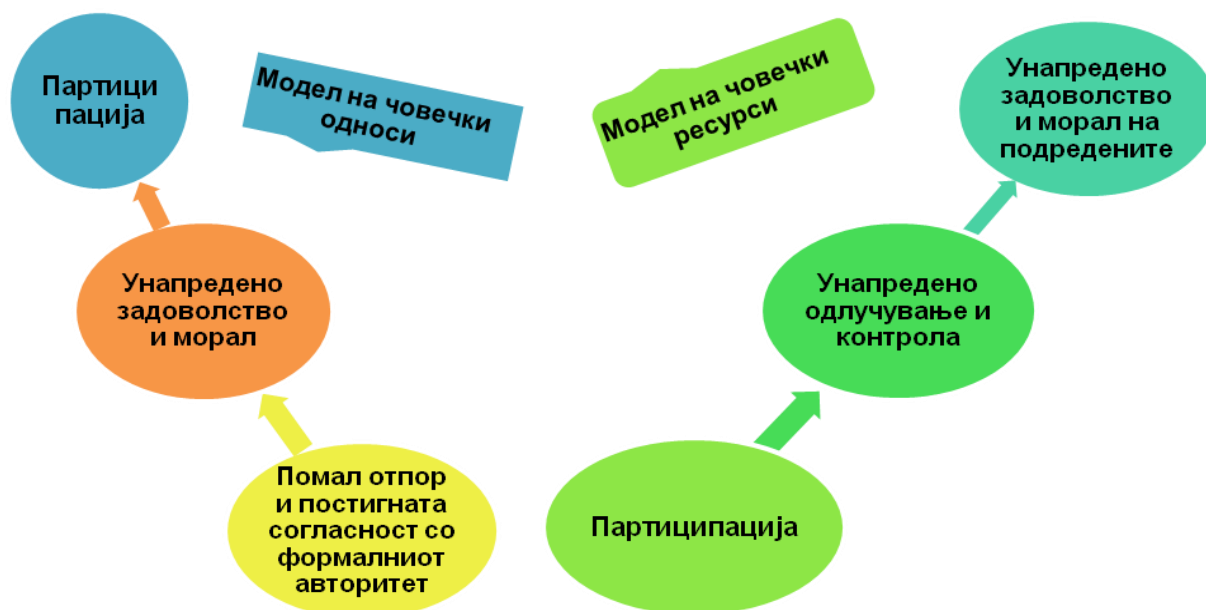 Партици
пација
Модел на човечки
односи
Модел на човечки
ресурси
Унапредено
задоволство
и морал на
подредените
Унапредено
задоволство
и морал
Унапредено
одлучување и
контрола
Помал отпор
и постигната
согласност со
формалниот
авторитет
Партиципација